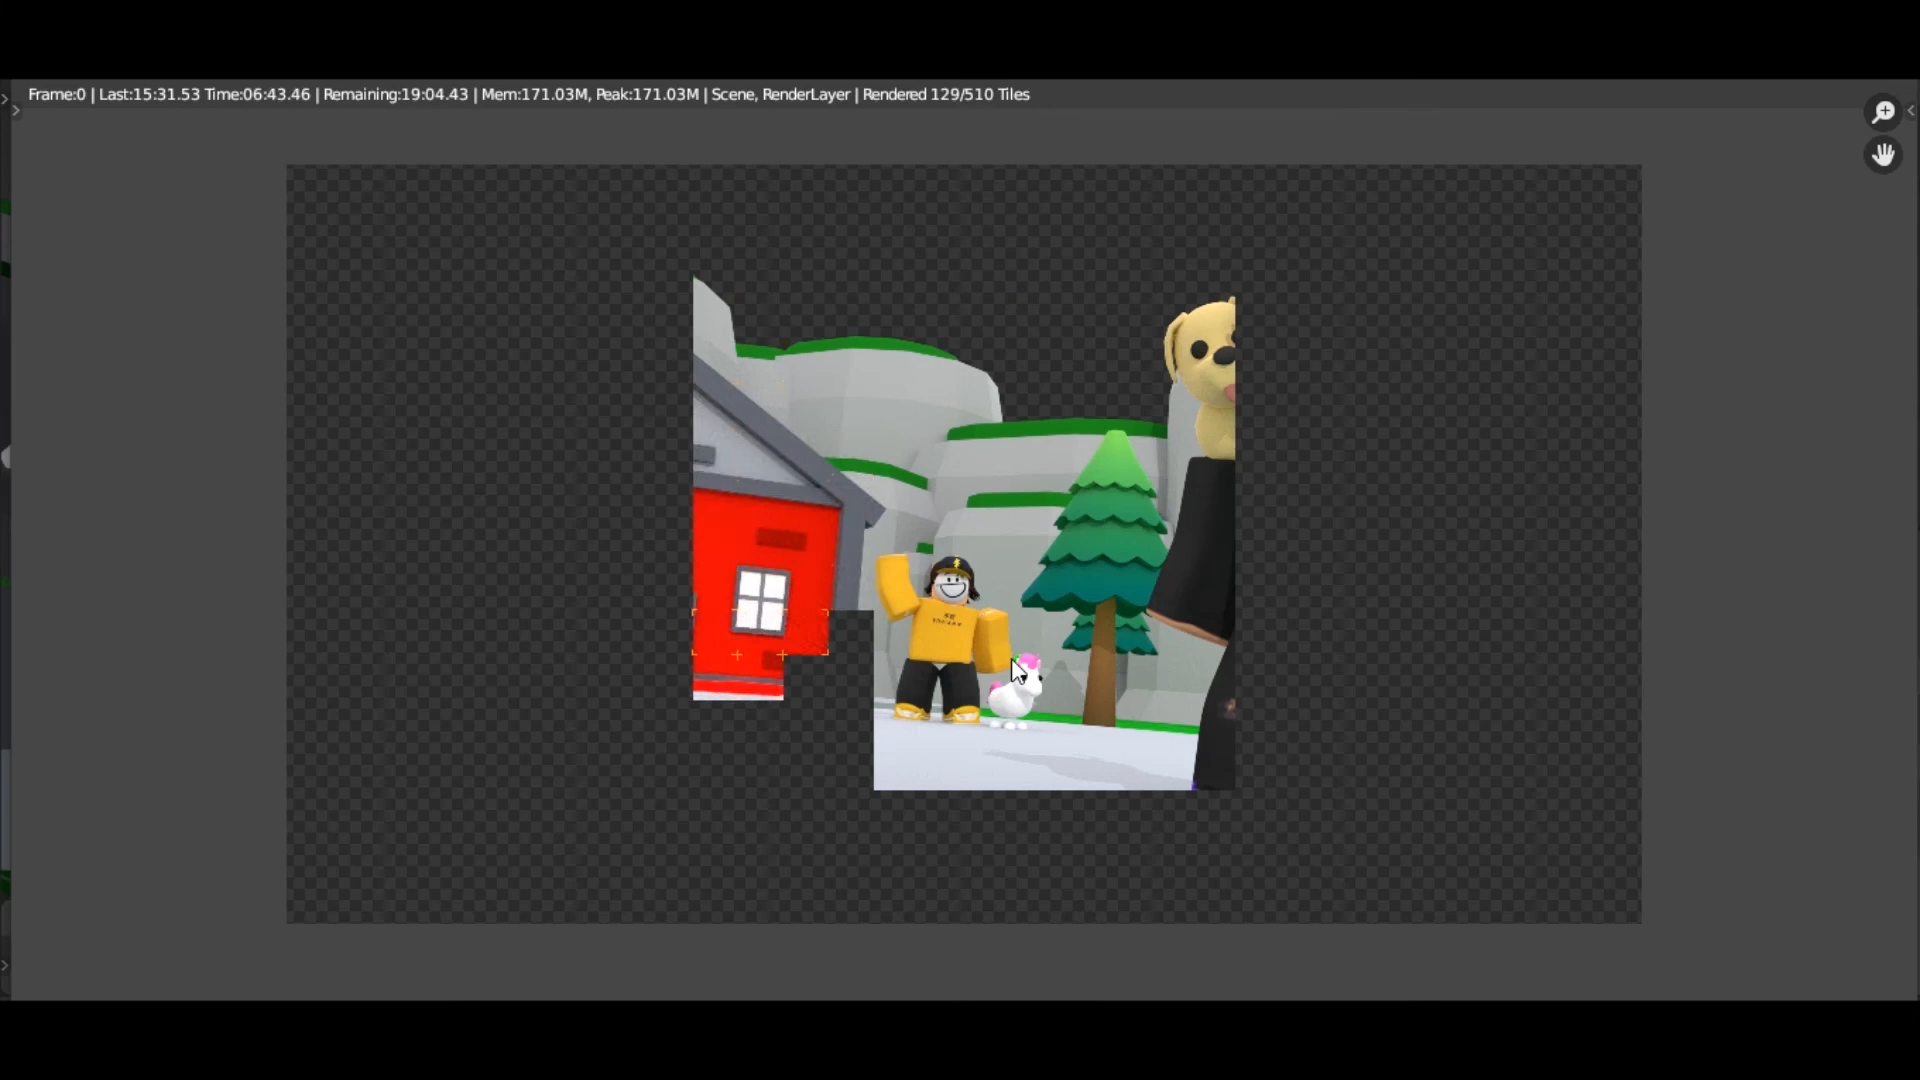 Frame:0 | Last:15:31.53 Time:06:43.46 | Remaining:19:04.43 | Mem:171.03M, Peak:171.03M | Scene, RenderLayer | Rendered 129/510 Tiles